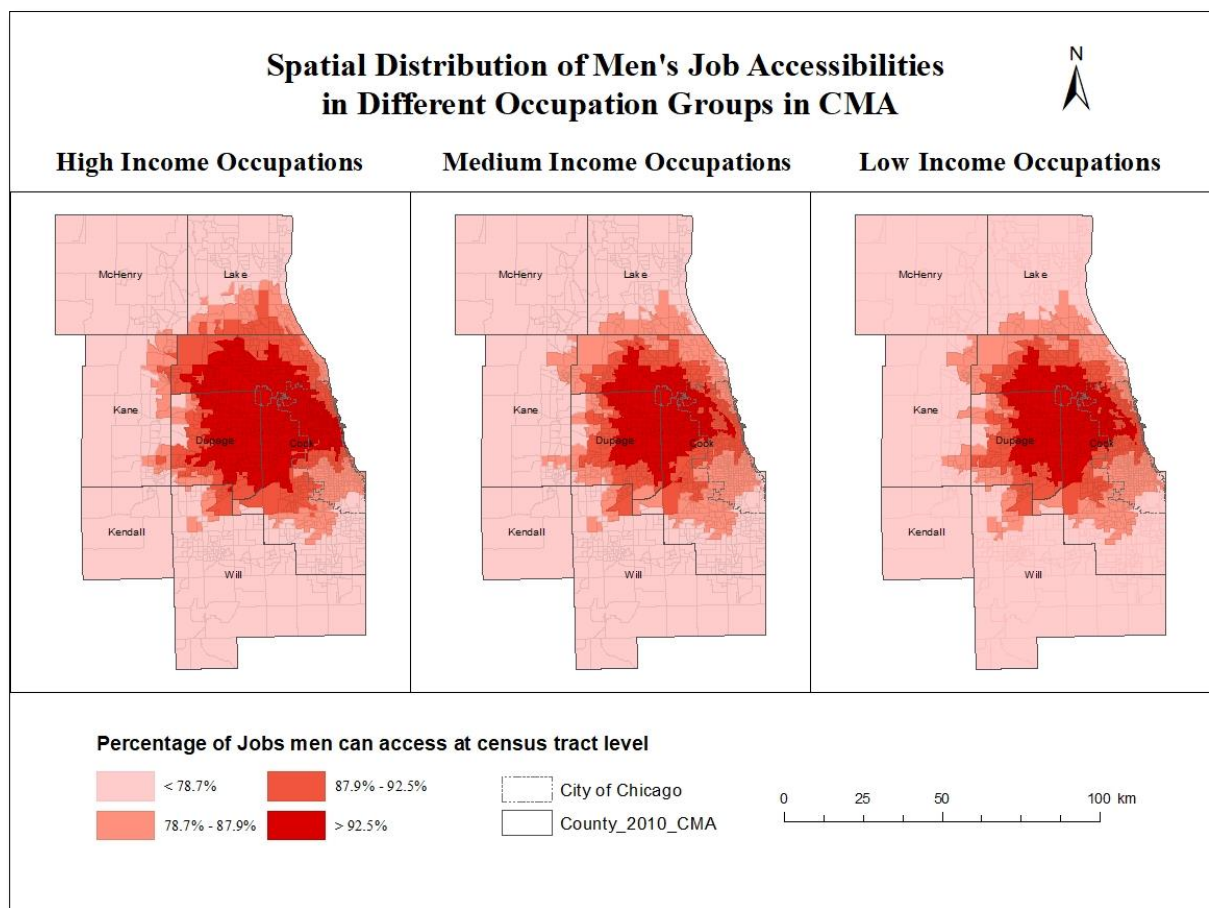 Spatial Distribution of Men's Job Accessibilities
in Different Occupation Groups in CMA
N
High Income Occupations
Medium Income Occupations
Low Income Occupations
McHenry
Lake
Kane
Dupage
Cook
Kendall
Will
McHenry
Lake
Kane
Dupage
Cook
Kendall
Will
McHenry
Lake
Kane
Dupage
Cook
Kendall
Will
Percentage of Jobs men can access at census tract level
< 78.7%
87.9% - 92.5%
78.7% - 87.9%
> 92.5%
City of Chicago
County_2010_CMA
0 25 50 100 km